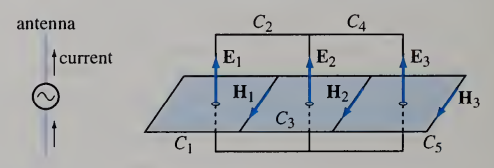 antenna
current
C₂ C₄
E₁ E₂ E₃
H₁ H₂ H₃
C₃
C₁ C₅